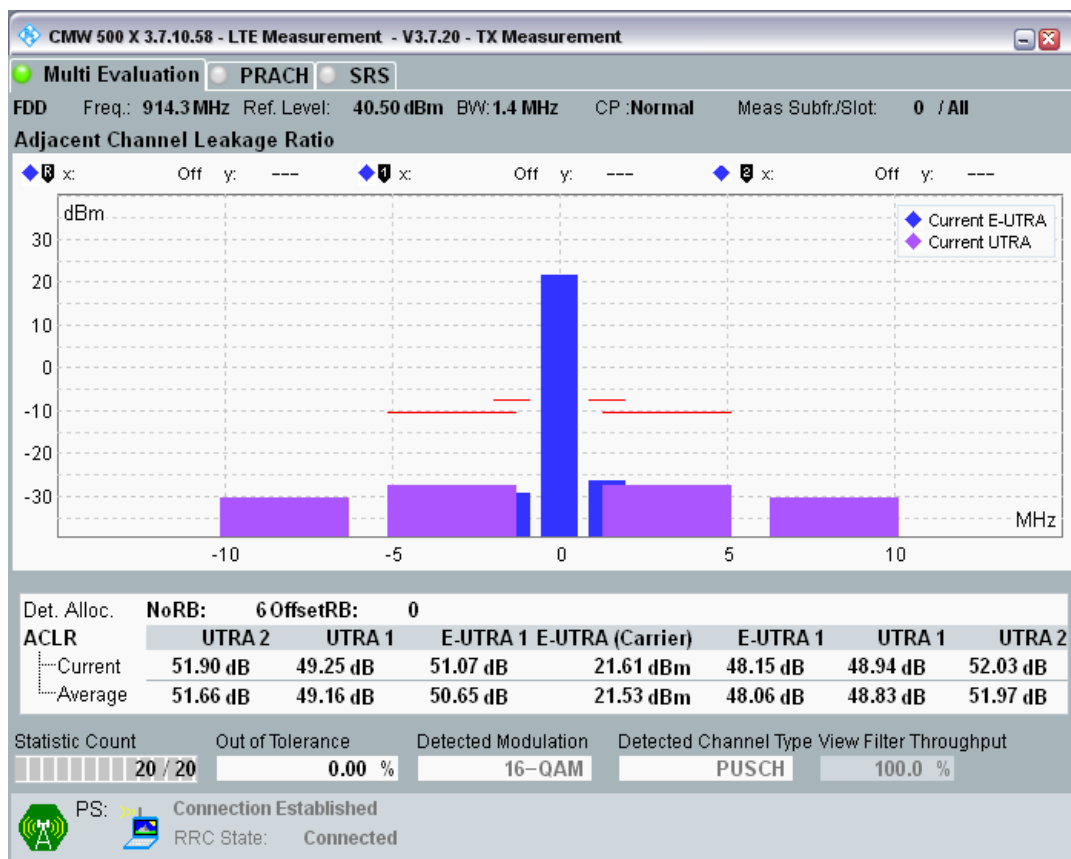 CMW 500 X 3.7.10.58 - LTE Measurement - V3.7.20 - TX Measurement
Multi Evaluation PRACH SRS
FDD Freq.: 914.3 MHz Ref. Level: 40.50 dBm BW: 1.4 MHz CP :Normal Meas Subfr./Slot: 0 / All
Adjacent Channel Leakage Ratio
R x: Off y: --- 1 x: Off y: --- 2 x: Off y: ---
dBm
Current E-UTRA
Current UTRA
30
20
10
0
-10
-20
-30
MHz
-10 -5 0 5 10
Det. Alloc. NoRB: 6 OffsetRB: 0
ACLR UTRA 2 UTRA 1 E-UTRA 1 E-UTRA (Carrier) E-UTRA 1 UTRA 1 UTRA 2
Current 51.90 dB 49.25 dB 51.07 dB 21.61 dBm 48.15 dB 48.94 dB 52.03 dB
Average 51.66 dB 49.16 dB 50.65 dB 21.53 dBm 48.06 dB 48.83 dB 51.97 dB
Statistic Count Out of Tolerance Detected Modulation Detected Channel Type View Filter Throughput
20 / 20 0.00 % 16-QAM PUSCH 100.0 %
PS: Connection Established
RRC State: Connected